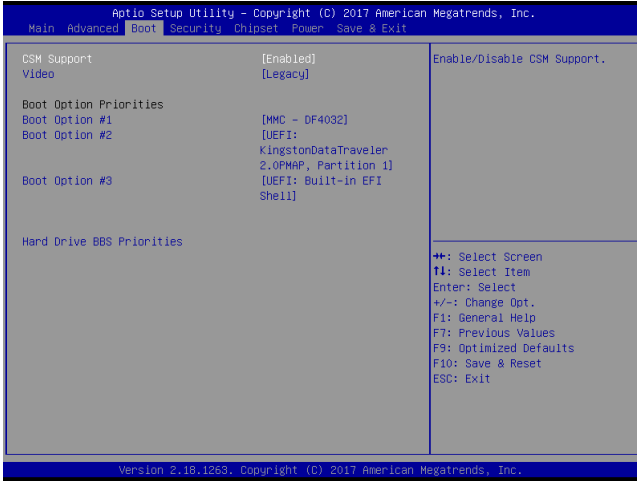 Aptio Setup Utility – Copyright (C) 2017 American Megatrends, Inc.
Main Advanced Boot Security Chipset Power Save & Exit
CSM Support [Enabled] Enable/Disable CSM Support.
Video [Legacy]
Boot Option Priorities
Boot Option #1 [MMC - DF4032]
Boot Option #2 [UEFI:
KingstonDataTraveler
2.0PMAP, Partition 1]
Boot Option #3 [UEFI: Built-in EFI
Shell]
Hard Drive BBS Priorities
→←: Select Screen
↑↓: Select Item
Enter: Select
+/-: Change Opt.
F1: General Help
F7: Previous Values
F9: Optimized Defaults
F10: Save & Reset
ESC: Exit
Version 2.18.1263. Copyright (C) 2017 American Megatrends, Inc.